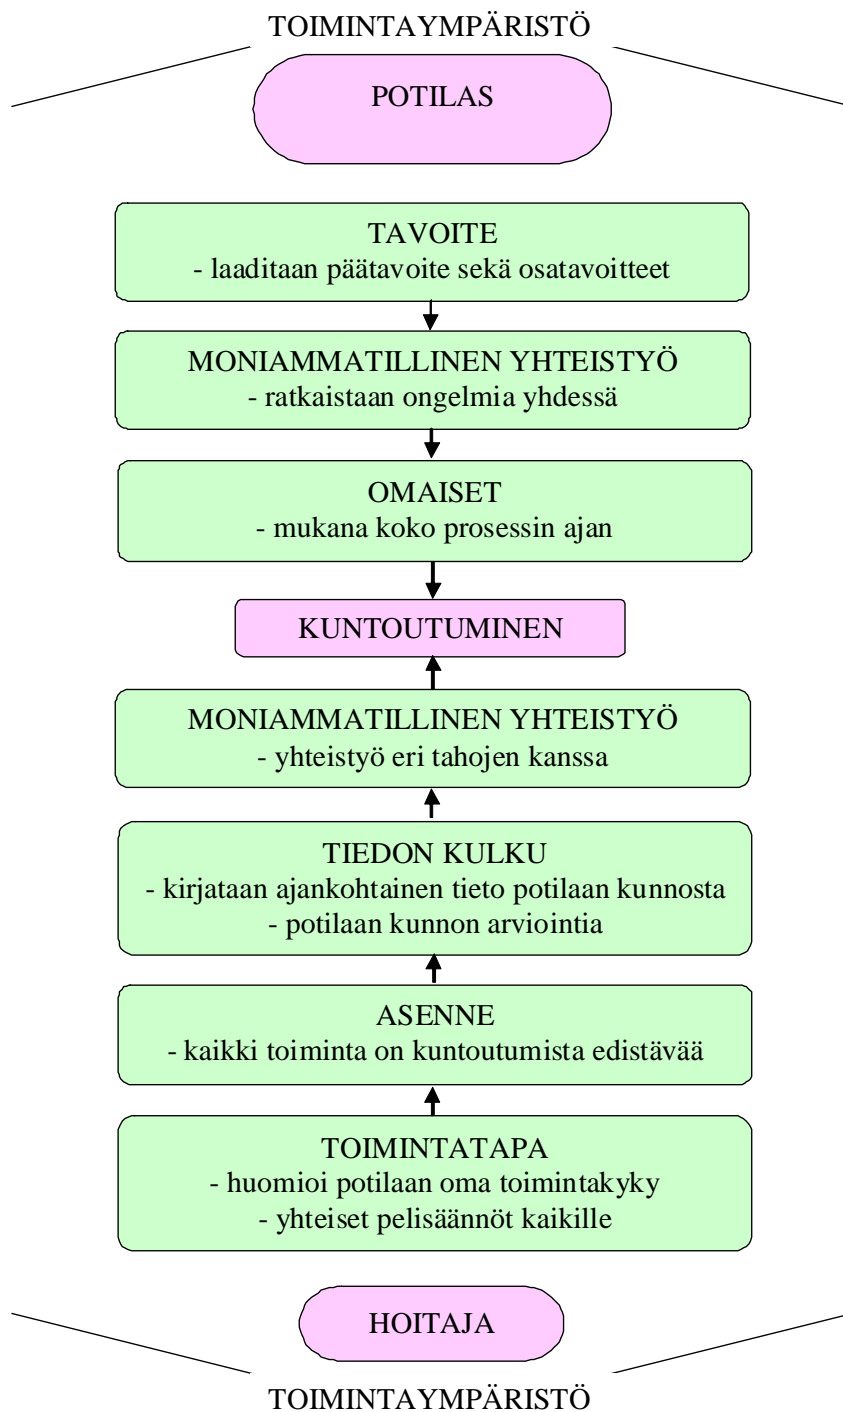 TOIMINTAYMPÄRISTÖ
POTILAS
TAVOITE
- laaditaan päätavoite sekä osatavoitteet
MONIAMMATILLINEN YHTEISTYÖ
- ratkaistaan ongelmia yhdessä
OMAISET
- mukana koko prosessin ajan
KUNTOUTUMINEN
MONIAMMATILLINEN YHTEISTYÖ
- yhteistyö eri tahojen kanssa
TIEDON KULKU
- kirjataan ajankohtainen tieto potilaan kunnosta
- potilaan kunnon arviointia
ASENNE
- kaikki toiminta on kuntoutumista edistävää
TOIMINTATAPA
- huomioi potilaan oma toimintakyky
- yhteiset pelisäännöt kaikille
HOITAJA
TOIMINTAYMPÄRISTÖ